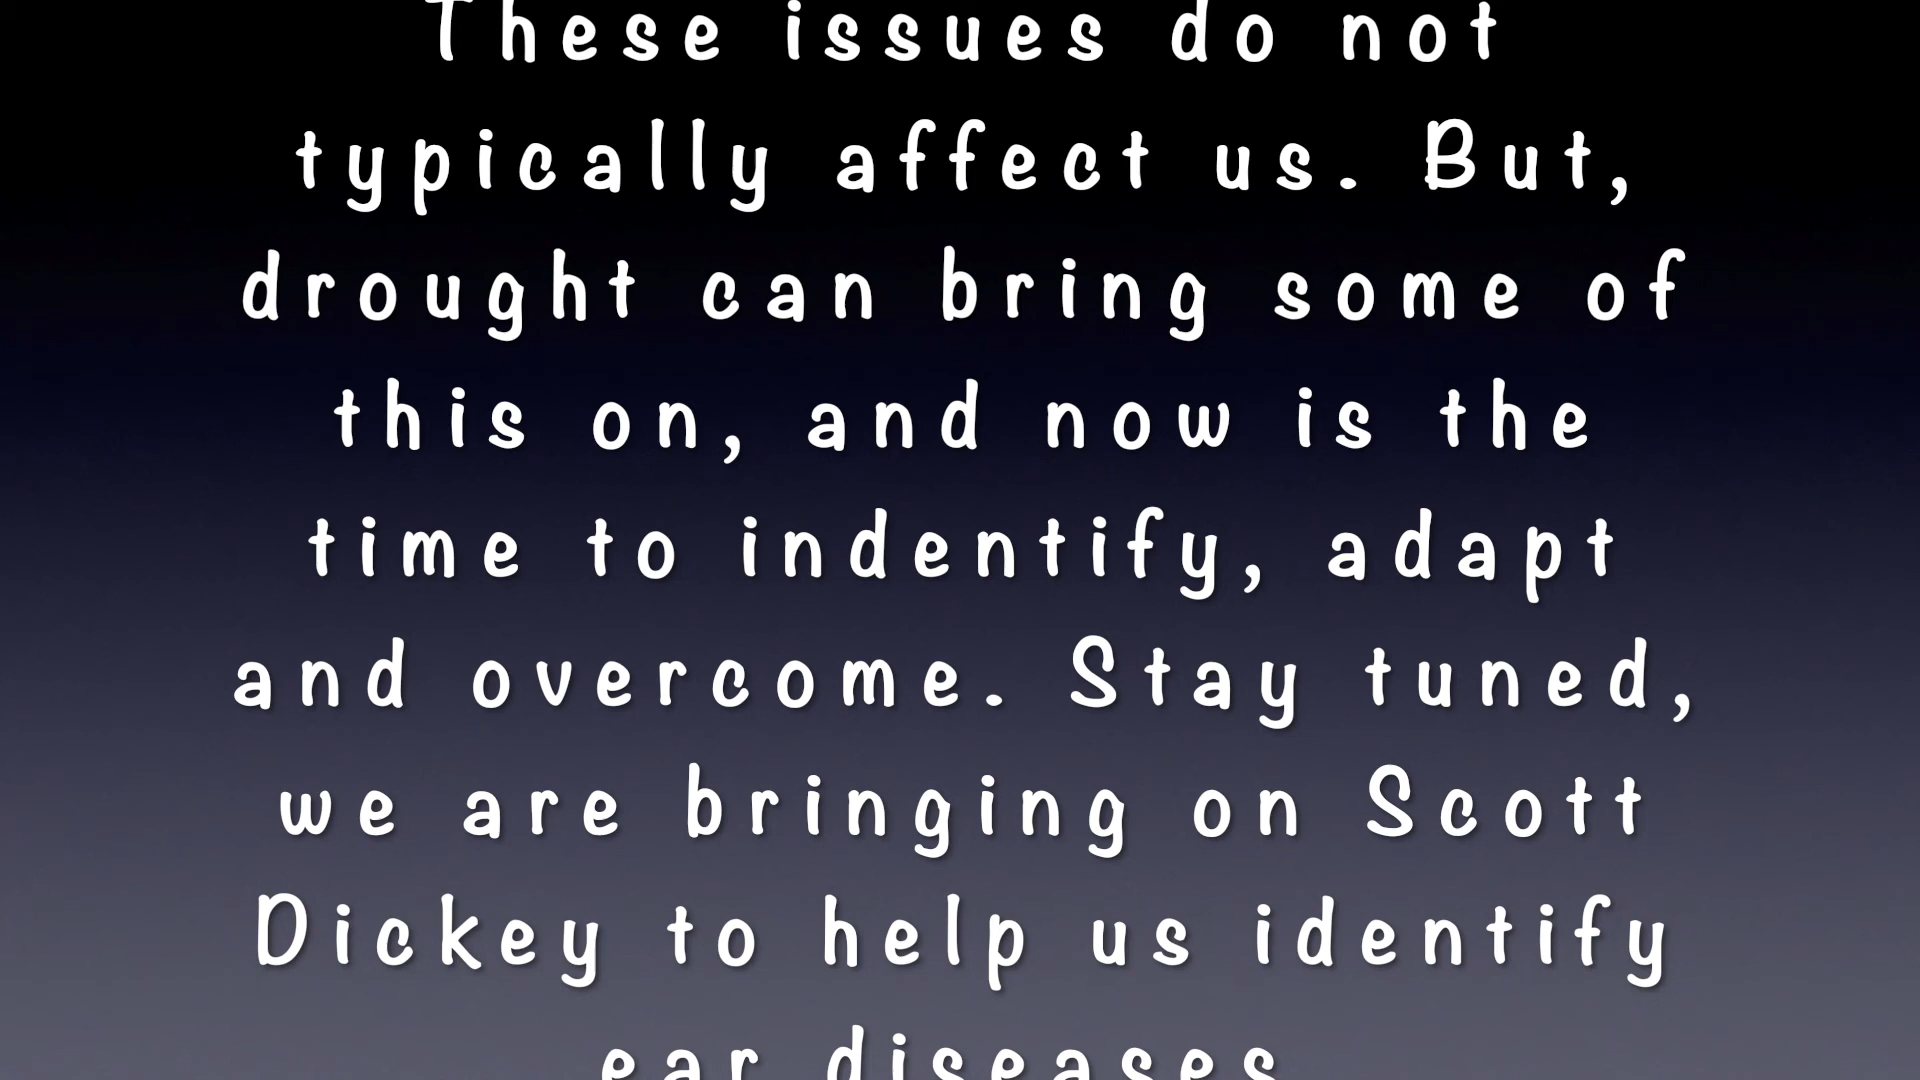 These issues do not
typically affect us. But,
drought can bring some of
this on, and now is the
time to indentify, adapt
and overcome. Stay tuned,
we are bringing on Scott
Dickey to help us identify
ear diseases